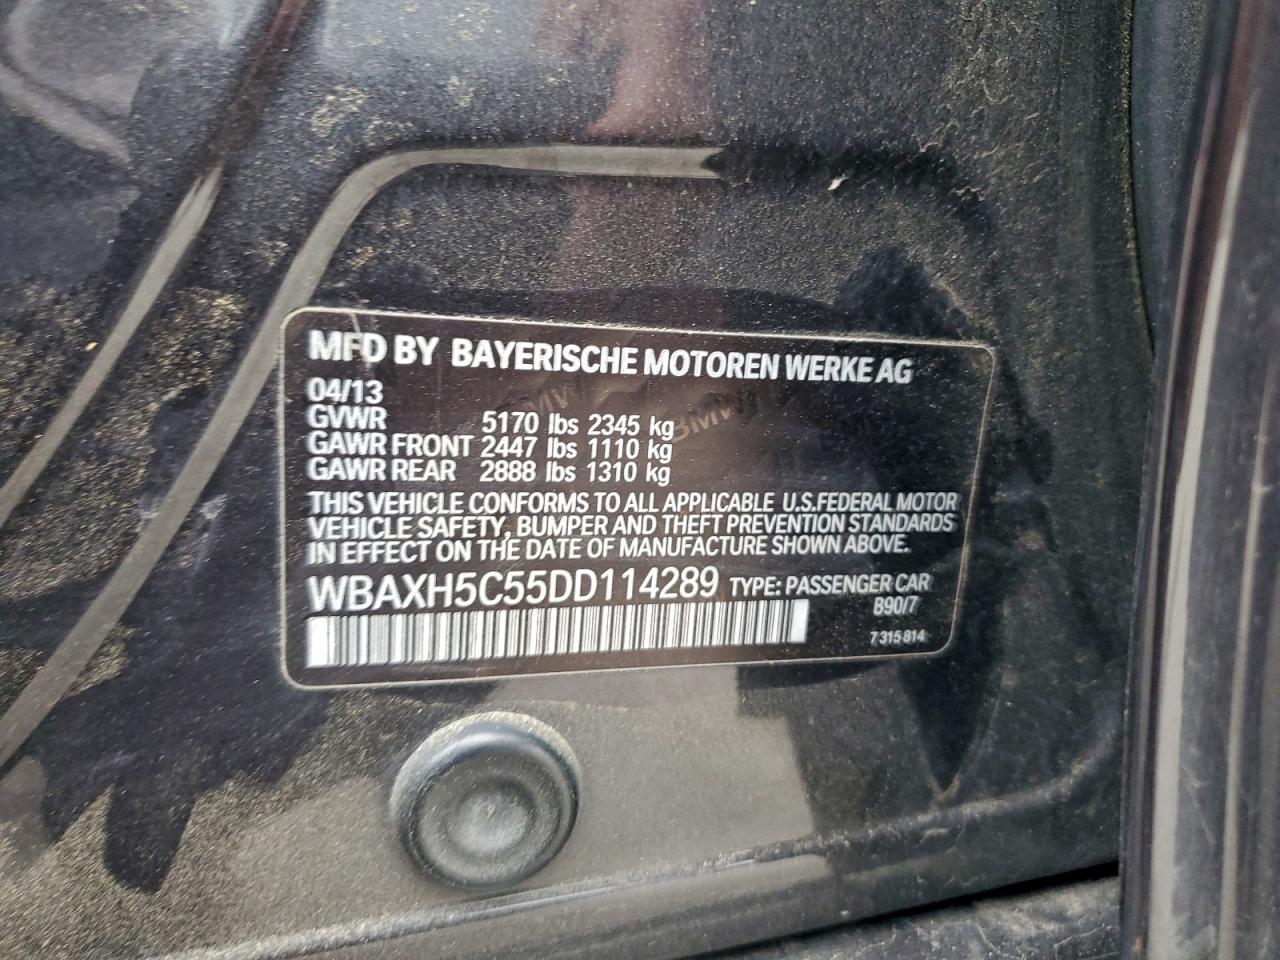 MFD BY BAYERISCHE MOTOREN WERKE AG
04/13
GVWR 5170 lbs 2345 kg
GAWR FRONT 2447 lbs 1110 kg
GAWR REAR 2888 lbs 1310 kg
THIS VEHICLE CONFORMS TO ALL APPLICABLE U.S.FEDERAL MOTOR
VEHICLE SAFETY, BUMPER AND THEFT PREVENTION STANDARDS
IN EFFECT ON THE DATE OF MANUFACTURE SHOWN ABOVE.
WBAXH5C55DD114289 TYPE: PASSENGER CAR
B90/7
7 315 814
BMW
BMW